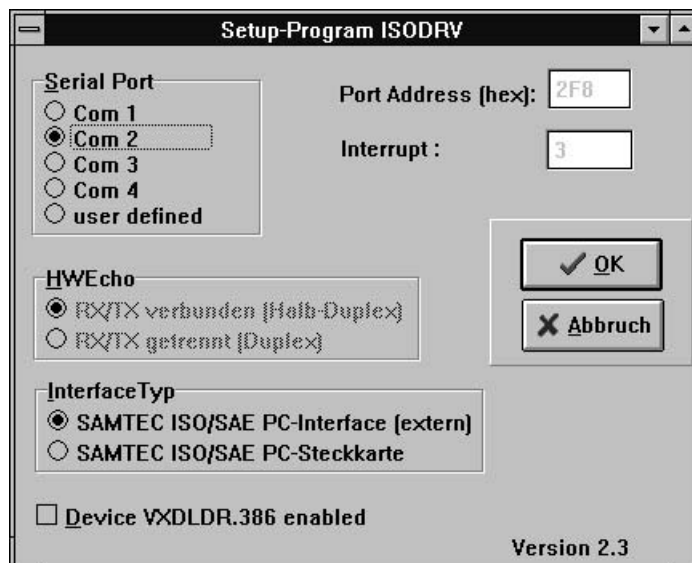 Setup-Program ISODRV
Serial Port
Com 1
Com 2
Com 3
Com 4
user defined
Port Address (hex): 2F8
Interrupt : 3
HWEcho
RX/TX verbunden (Halb-Duplex)
RX/TX getrennt (Duplex)
OK
Abbruch
InterfaceTyp
SAMTEC ISO/SAE PC-Interface (extern)
SAMTEC ISO/SAE PC-Steckkarte
Device VXDLDR.386 enabled
Version 2.3